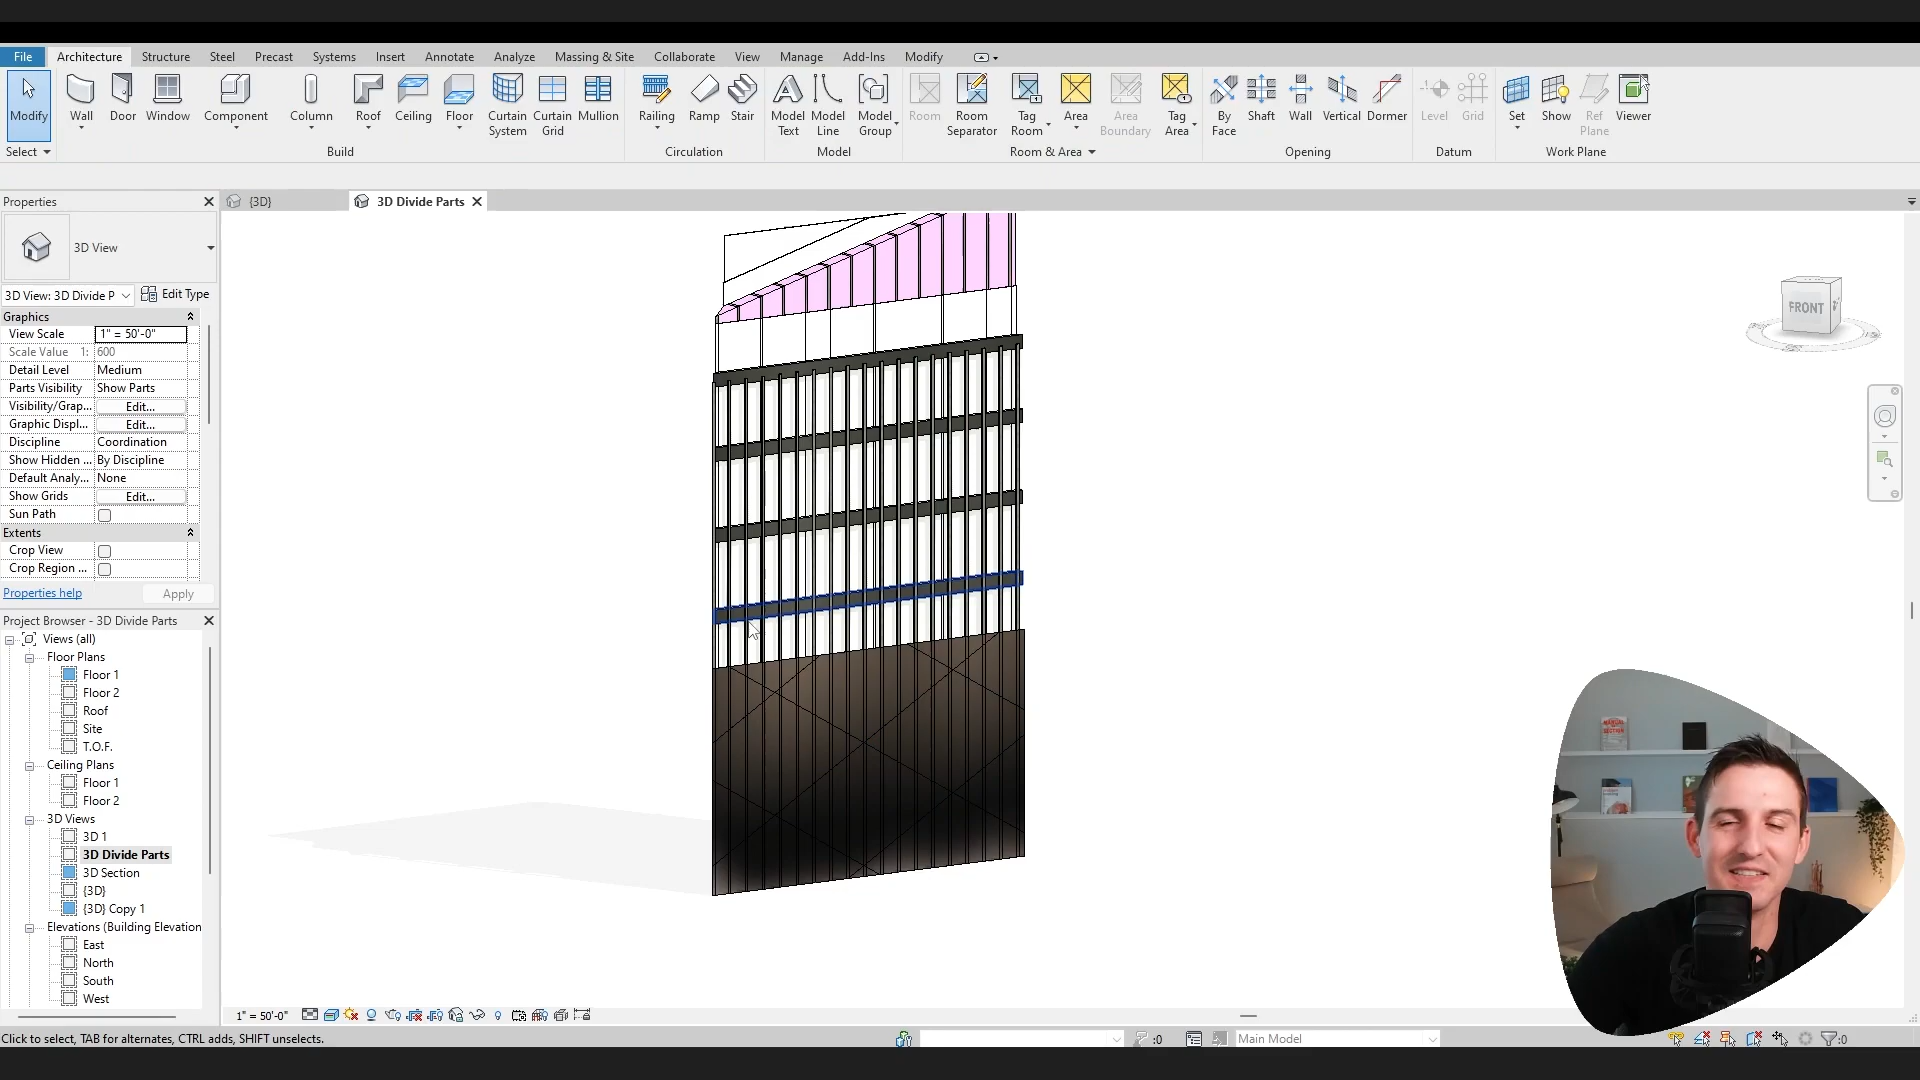 File Architecture Structure Steel Precast Systems Insert Annotate Analyze Massing & Site Collaborate View Manage Add-Ins Modify
Modify Wall Door Window Component Column Roof Ceiling Floor Curtain System Curtain Grid Mullion Railing Ramp Stair Model Text Model Line Model Group Room Room Separator Tag Room Area Area Boundary Tag Area By Face Shaft Wall Vertical Dormer Level Grid Set Show Ref Plane Viewer
Select Build Circulation Model Room & Area Opening Datum Work Plane
Properties
{3D} 3D Divide Parts
3D View
3D View: 3D Divide P Edit Type
Graphics
View Scale 1" = 50'-0"
Scale Value 1: 600
Detail Level Medium
Parts Visibility Show Parts
Visibility/Grap... Edit...
Graphic Displ... Edit...
Discipline Coordination
Show Hidden ... By Discipline
Default Analy... None
Show Grids Edit...
Sun Path
Extents
Crop View
Crop Region ...
Properties help Apply
Project Browser - 3D Divide Parts
Views (all)
Floor Plans
Floor 1
Floor 2
Roof
Site
T.O.F.
Ceiling Plans
Floor 1
Floor 2
3D Views
3D 1
3D Divide Parts
3D Section
{3D}
{3D} Copy 1
Elevations (Building Elevation
East
North
South
West
FRONT
1" = 50'-0"
Click to select, TAB for alternates, CTRL adds, SHIFT unselects.
:0
Main Model
:0